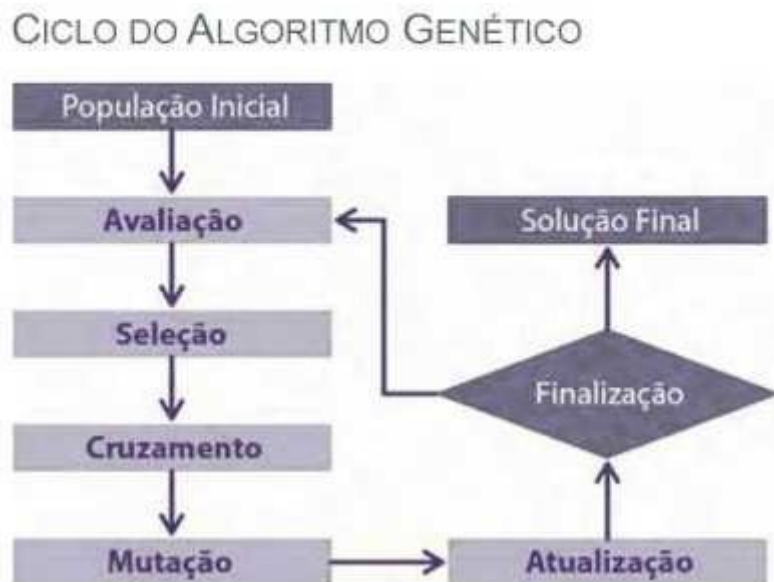 CICLO DO ALGORITMO GENÉTICO
População Inicial
Avaliação
Seleção
Cruzamento
Mutação
Atualização
Finalização
Solução Final